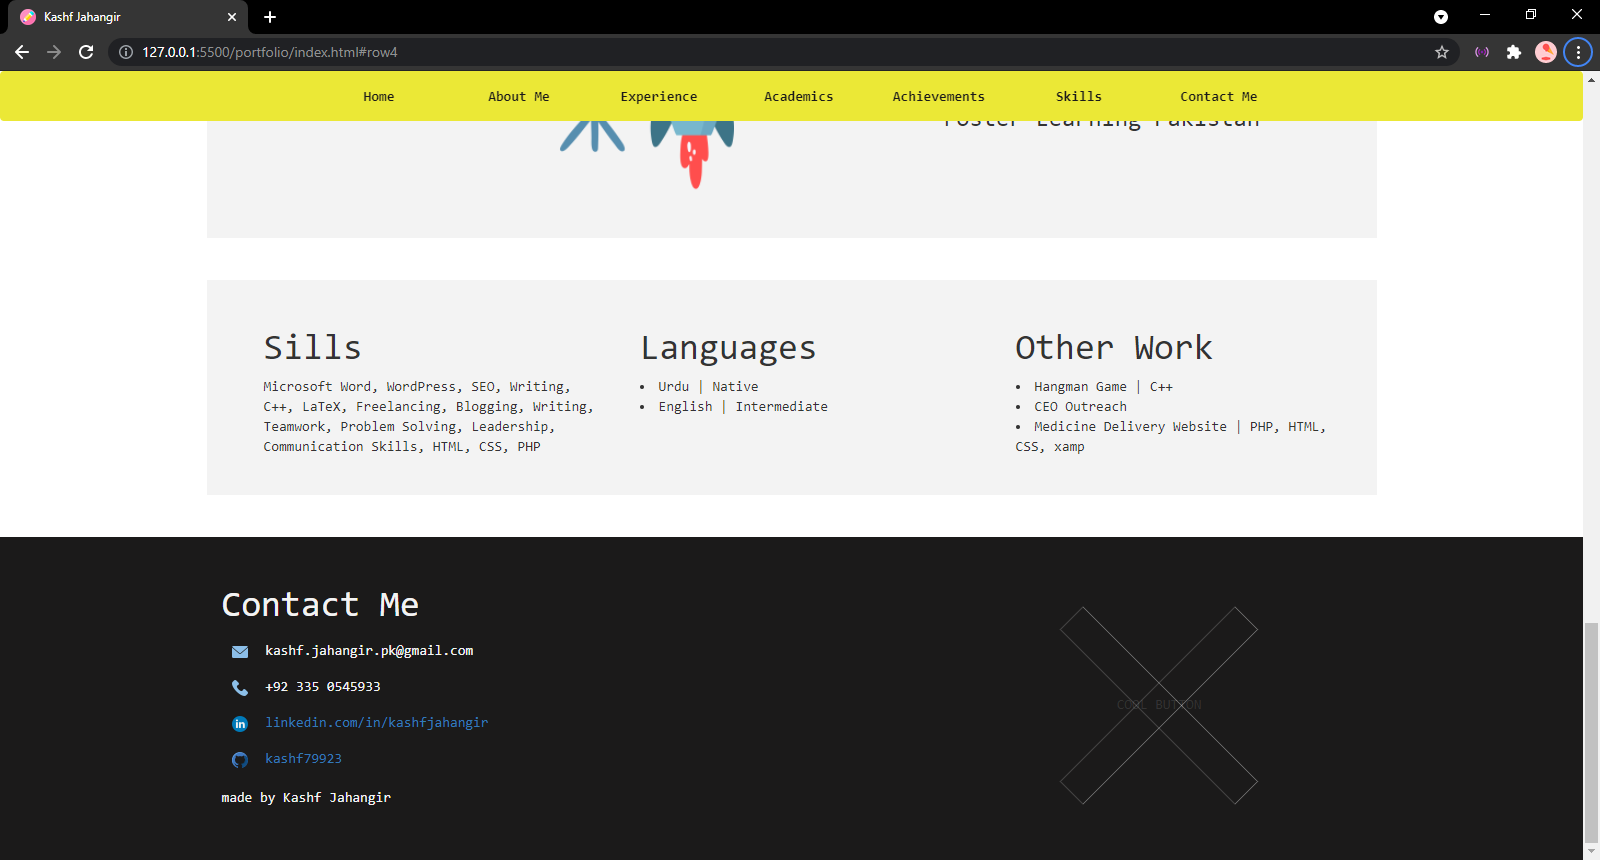 Kashf Jahangir
127.0.0.1:5500/portfolio/index.html#row4
Home About Me Experience Academics Achievements Skills Contact Me
Foster Learning Pakistan
Sills
Microsoft Word, WordPress, SEO, Writing,
C++, LaTeX, Freelancing, Blogging, Writing,
Teamwork, Problem Solving, Leadership,
Communication Skills, HTML, CSS, PHP
Languages
• Urdu | Native
• English | Intermediate
Other Work
• Hangman Game | C++
• CEO Outreach
• Medicine Delivery Website | PHP, HTML,
CSS, xamp
Contact Me
kashf.jahangir.pk@gmail.com
+92 335 0545933
in linkedin.com/in/kashfjahangir
kashf79923
made by Kashf Jahangir
COOL BUTTON